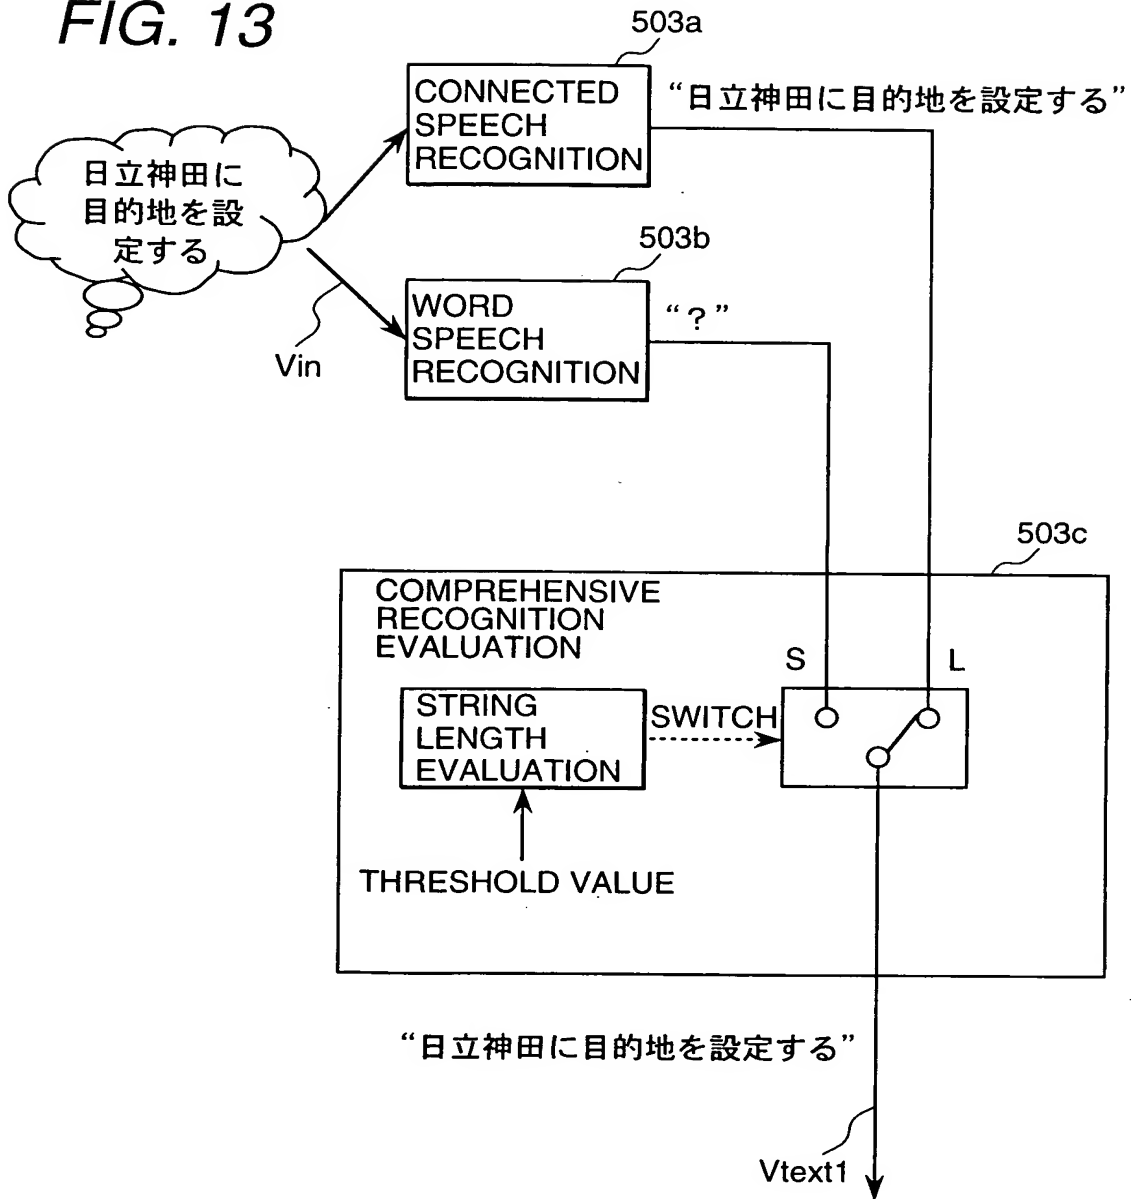 FIG. 13
503a
CONNECTED
SPEECH
RECOGNITION
“日立神田に目的地を設定する”
日立神田に
目的地を設
定する
503b
WORD
SPEECH
RECOGNITION
“?”
Vin
503c
COMPREHENSIVE
RECOGNITION
EVALUATION
S
L
STRING
LENGTH
EVALUATION
SWITCH
THRESHOLD VALUE
“日立神田に目的地を設定する”
Vtext1